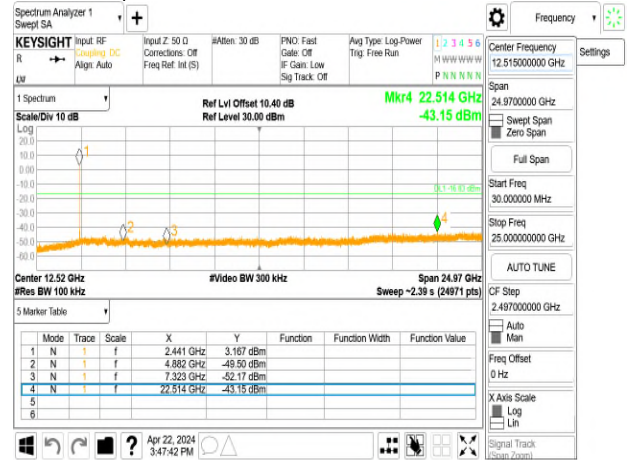 Spectrum Analyzer 1
Swept SA
Frequency
KEYSIGHT
R
Input: RF
Coupling: DC
Align: Auto
Input Z: 50 Ω
Corrections: Off
Freq Ref: Int (S)
#Atten: 30 dB
PNO: Fast
Gate: Off
IF Gain: Low
Sig Track: Off
Avg Type: Log-Power
Trig: Free Run
1 2 3 4 5 6
M W W W W W
P N N N N N
Center Frequency
12.515000000 GHz
Settings
Span
24.9700000 GHz
Swept Span
Zero Span
Full Span
Start Freq
30.000000 MHz
Stop Freq
25.000000000 GHz
AUTO TUNE
CF Step
2.497000000 GHz
Auto
Man
Freq Offset
0 Hz
X Axis Scale
Log
Lin
Signal Track
(Span Zoom)
1 Spectrum
Scale/Div 10 dB
Ref Lvl Offset 10.40 dB
Ref Level 30.00 dBm
Mkr4 22.514 GHz
-43.15 dBm
Log
20.0
10.0
0.00
-10.0
-20.0
-30.0
-40.0
-50.0
-60.0
1
2
3
4
Center 12.52 GHz
#Res BW 100 kHz
#Video BW 300 kHz
Span 24.97 GHz
Sweep ~2.39 s (24971 pts)
5 Marker Table
Mode Trace Scale X Y Function Function Width Function Value
1 N 1 f 2.441 GHz 3.167 dBm
2 N 1 f 4.882 GHz -49.50 dBm
3 N 1 f 7.323 GHz -52.17 dBm
4 N 1 f 22.514 GHz -43.15 dBm
5
6
?
Apr 22, 2024
3:47:42 PM